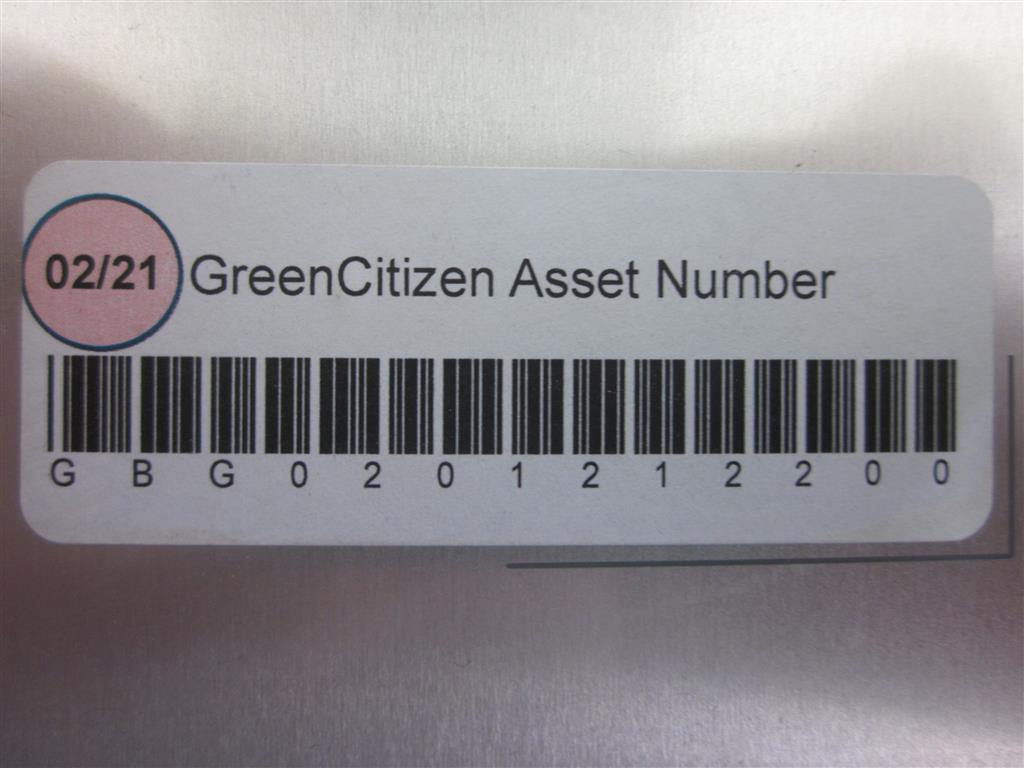 02/21 GreenCitizen Asset Number
G B G 0 2 0 1 2 1 2 2 0 0